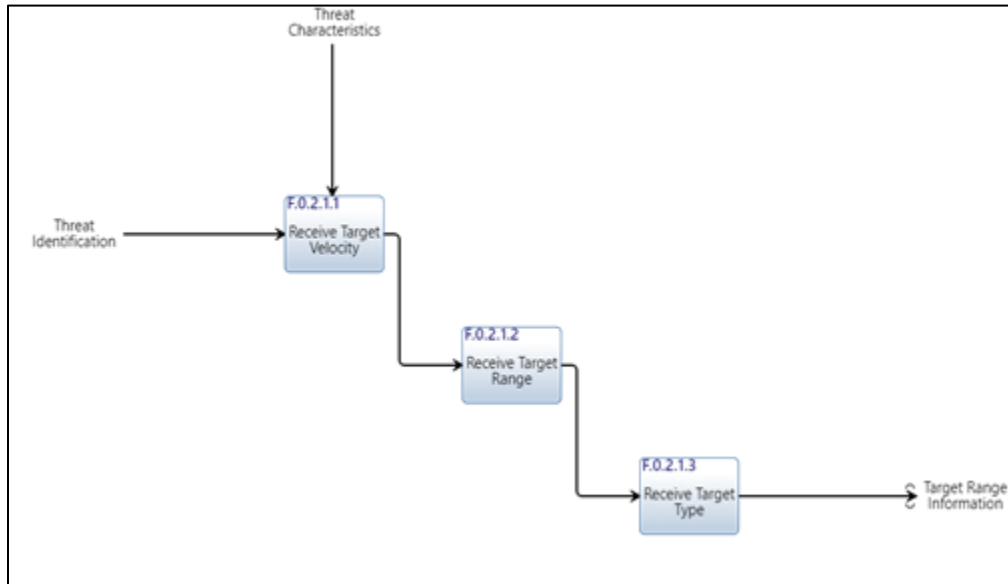 Threat
Characteristics
F.0.2.1.1
Receive Target
Velocity
Threat
Identification
F.0.2.1.2
Receive Target
Range
F.0.2.1.3
Receive Target
Type
Target Range
Information